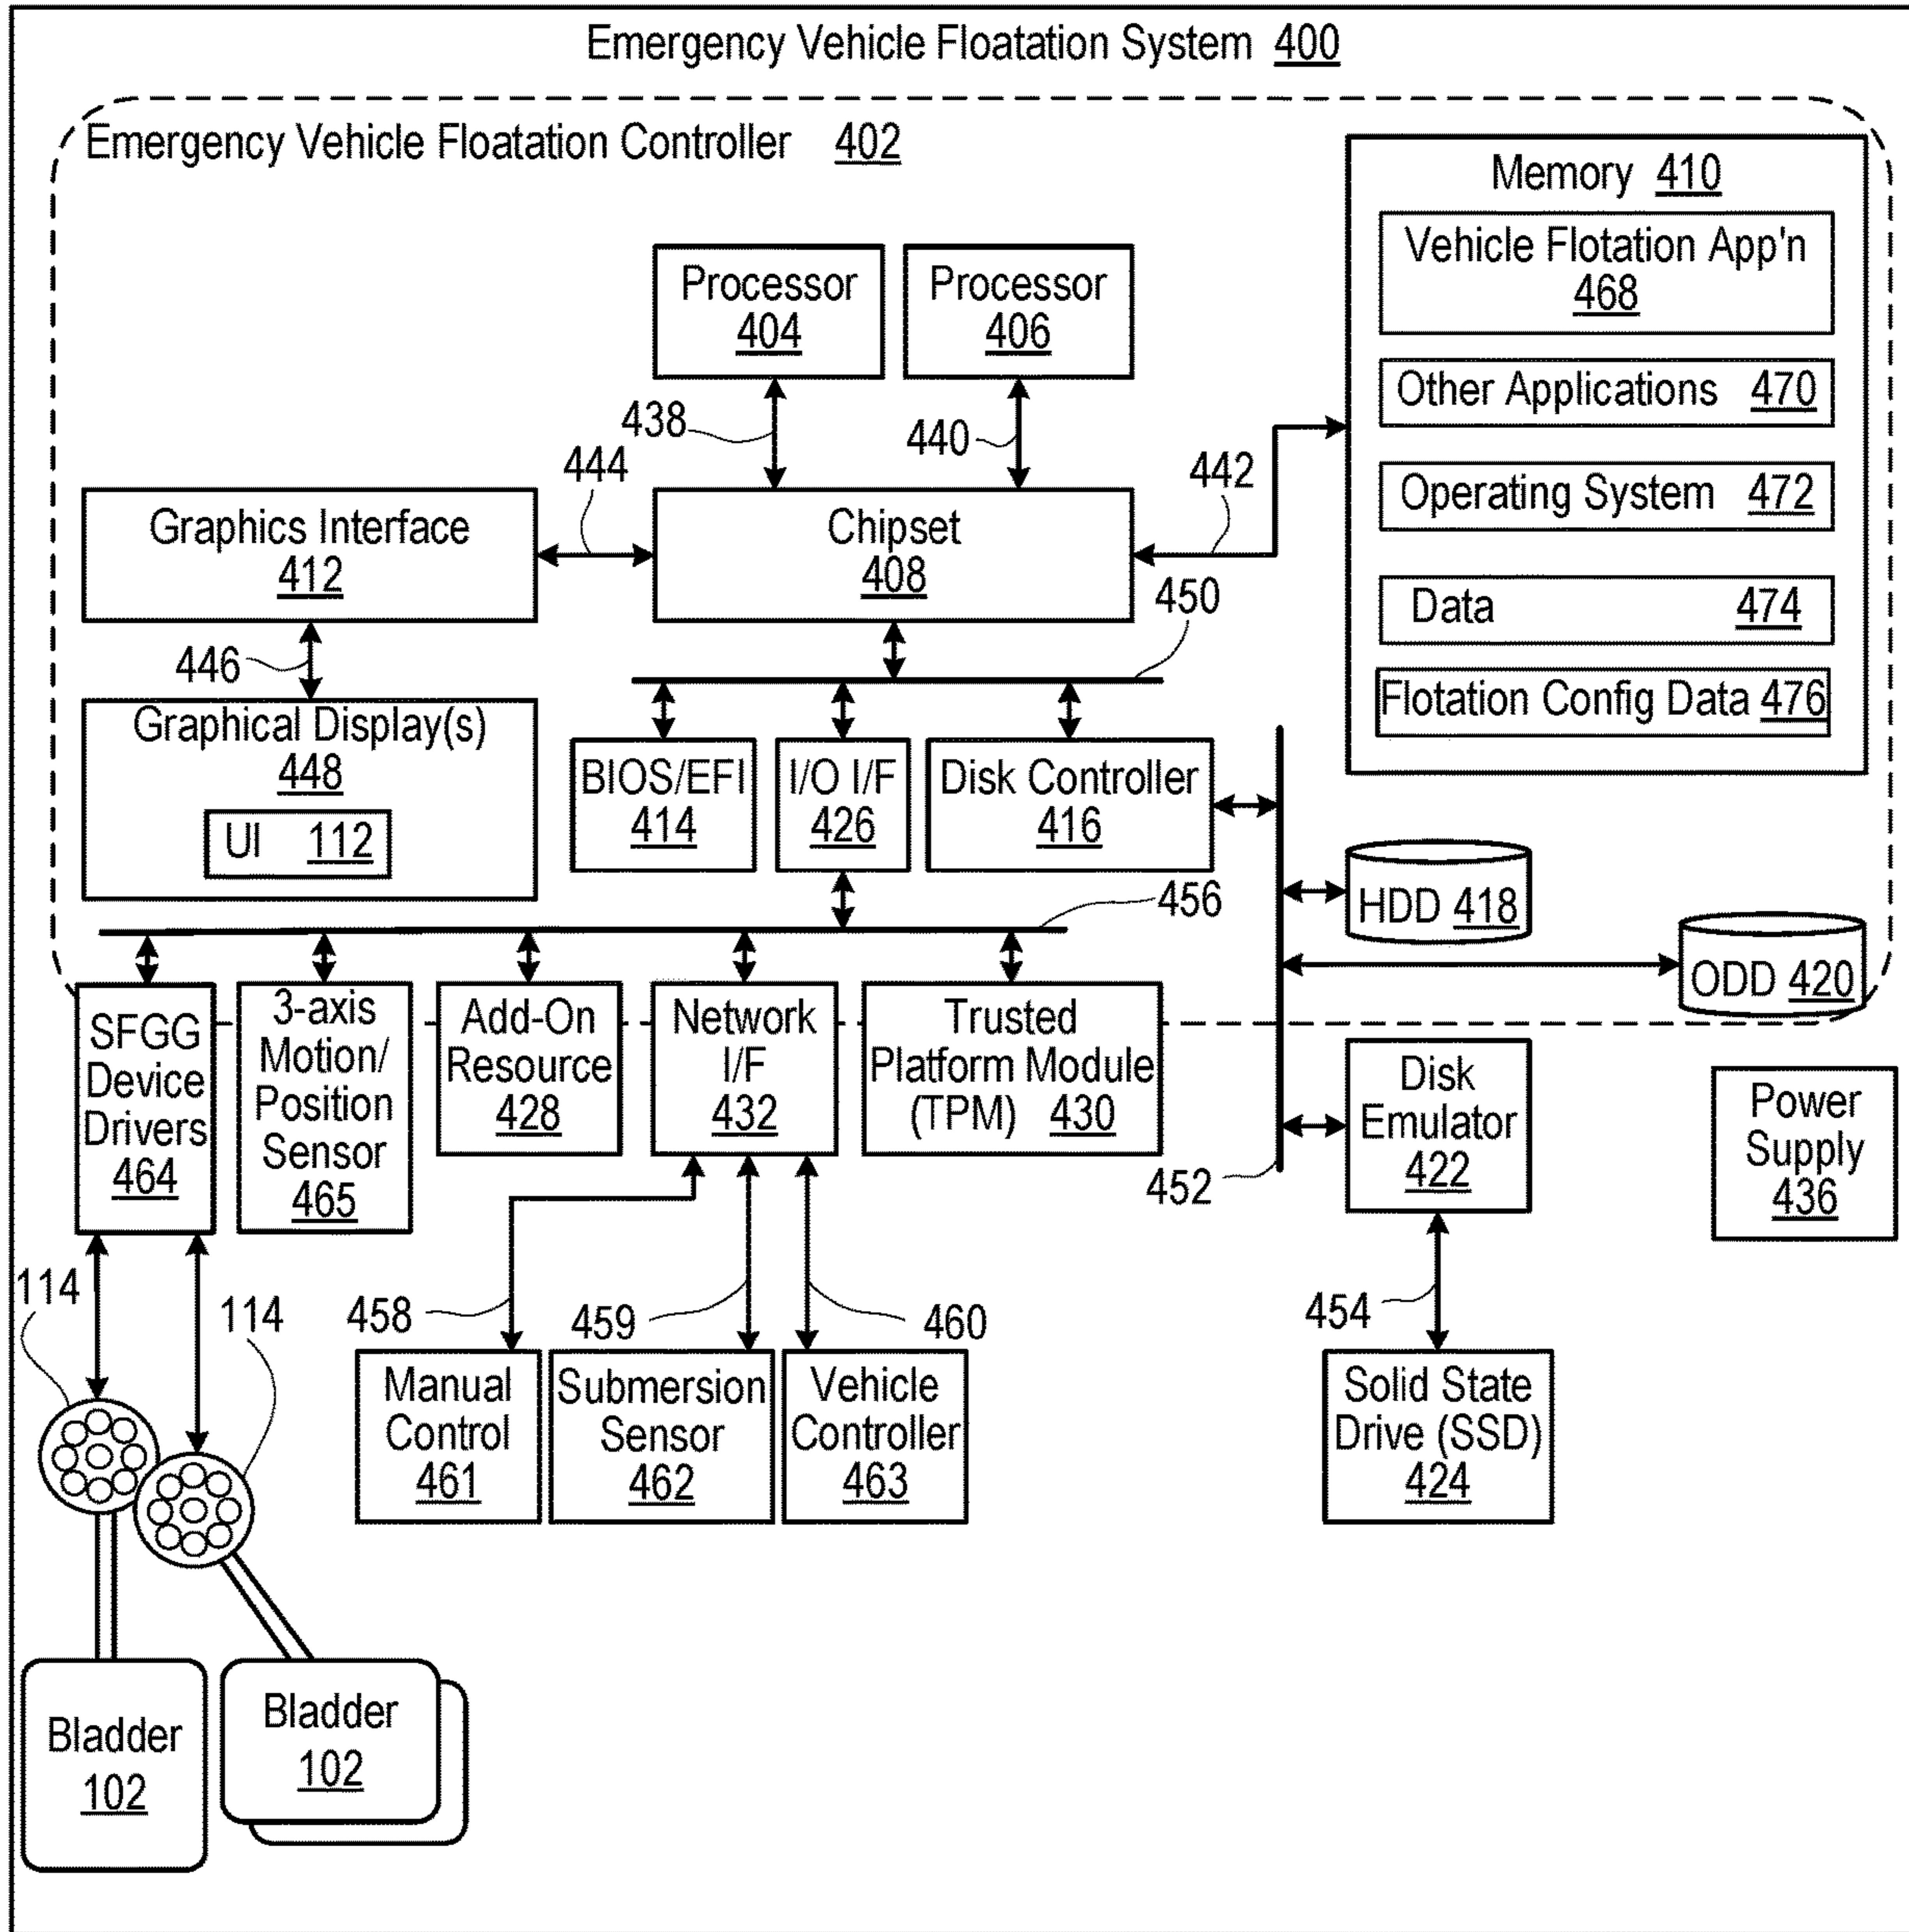 Emergency Vehicle Floatation System 400
Emergency Vehicle Floatation Controller 402
Memory 410
Vehicle Flotation App'n
468
Other Applications 470
Operating System 472
Data 474
Flotation Config Data 476
Processor
404
Processor
406
438
440
444
442
Graphics Interface
412
Chipset
408
450
446
Graphical Display(s)
448
UI 112
BIOS/EFI
414
I/O I/F
426
Disk Controller
416
456
HDD 418
ODD 420
SFGG
Device
Drivers
464
3-axis
Motion/
Position
Sensor
465
Add-On
Resource
428
Network
I/F
432
Trusted
Platform Module
(TPM) 430
452
Disk
Emulator
422
Power
Supply
436
114
114
458
459
460
454
Manual
Control
461
Submersion
Sensor
462
Vehicle
Controller
463
Solid State
Drive (SSD)
424
Bladder
102
Bladder
102